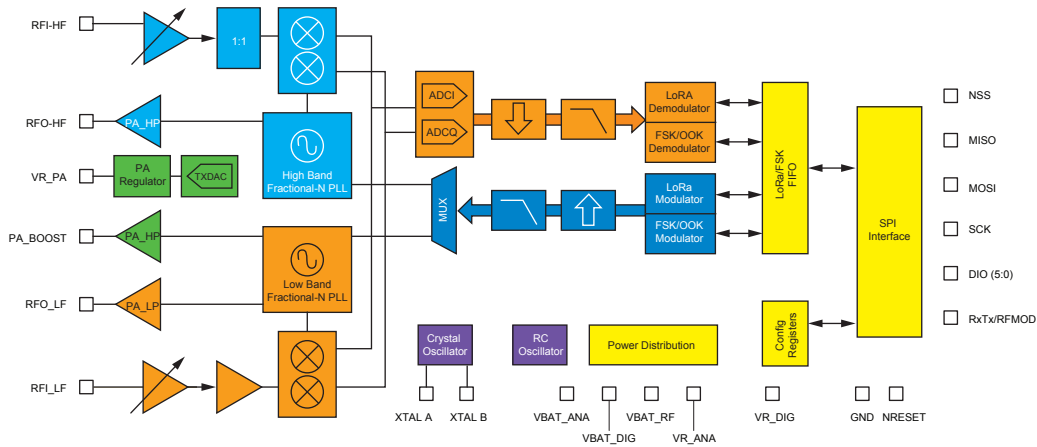 RFI-HF
1:1
RFO-HF
PA_HP
High Band
Fractional-N PLL
VR_PA
PA
Regulator
TXDAC
PA_BOOST
PA_HP
Low Band
Fractional-N PLL
RFO_LF
PA_LP
RFI_LF
ADCI
ADCQ
MUX
LoRA
Demodulator
FSK/OOK
Demodulator
LoRa
Modulator
FSK/OOK
Modulator
LoRa/FSK
FIFO
SPI
Interface
Config
Registers
Crystal
Oscillator
RC
Oscillator
Power Distribution
NSS
MISO
MOSI
SCK
DIO (5:0)
RxTx/RFMOD
XTAL A
XTAL B
VBAT_ANA
VBAT_DIG
VBAT_RF
VR_ANA
VR_DIG
GND
NRESET